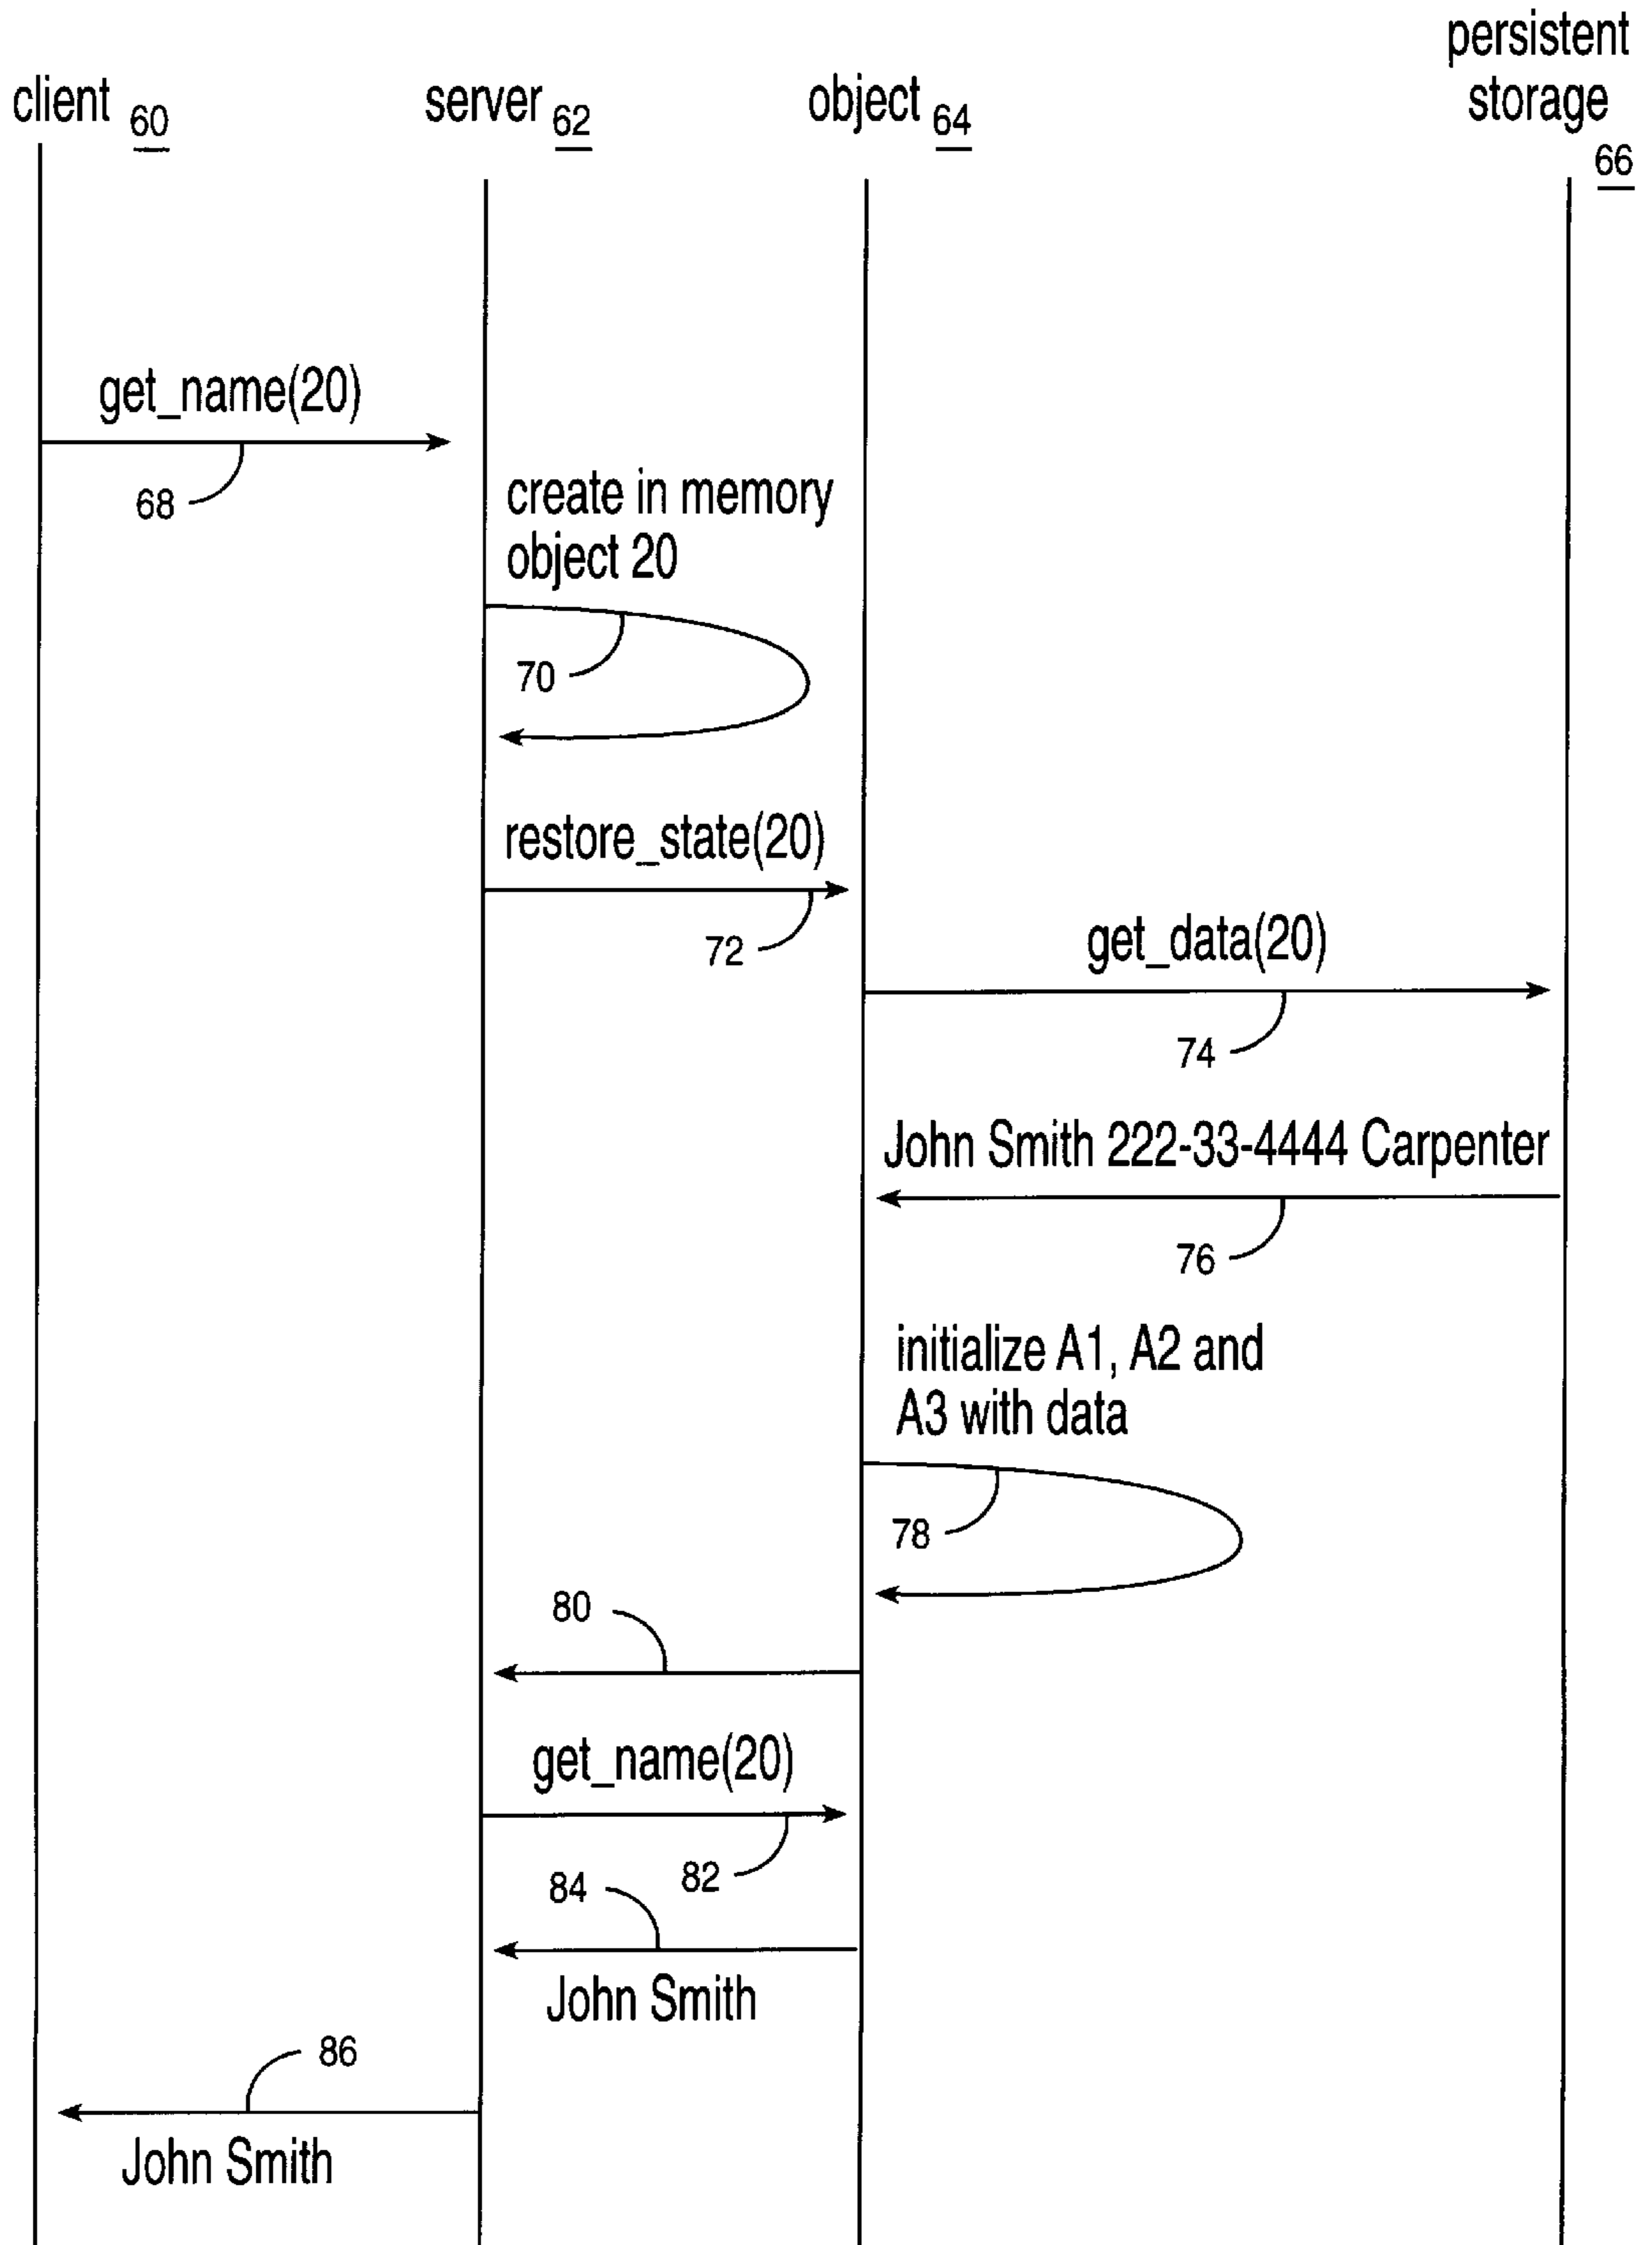 persistent
storage
66
client 60
server 62
object 64
get_name(20)
68
create in memory
object 20
70
restore_state(20)
72
get_data(20)
74
John Smith 222-33-4444 Carpenter
76
initialize A1, A2 and
A3 with data
78
80
get_name(20)
82
84
John Smith
86
John Smith